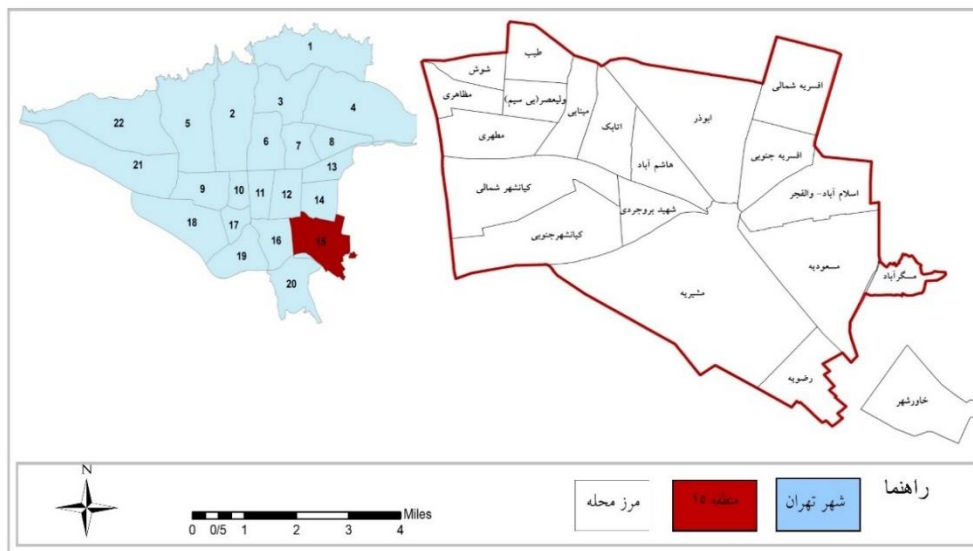 1
2
3
4
5
6
7
8
9
10
11
12
13
14
15
16
17
18
19
20
21
22
طیب
شوش
مظاهری
ولیعصر(بی سیم)
مینابی
مطهری
اتابک
هاشم آباد
ابوذر
افسریه شمالی
افسریه جنوبی
اسلام آباد- والفجر
کیانشهر شمالی
شهید بروجردی
کیانشهرجنوبی
مسعودیه
مسگرآباد
مشیریه
رضویه
خاورشهر
N
Miles
0 0/5 1 2 3 4
راهنما
شهر تهران
منطقه ۱۵
مرز محله